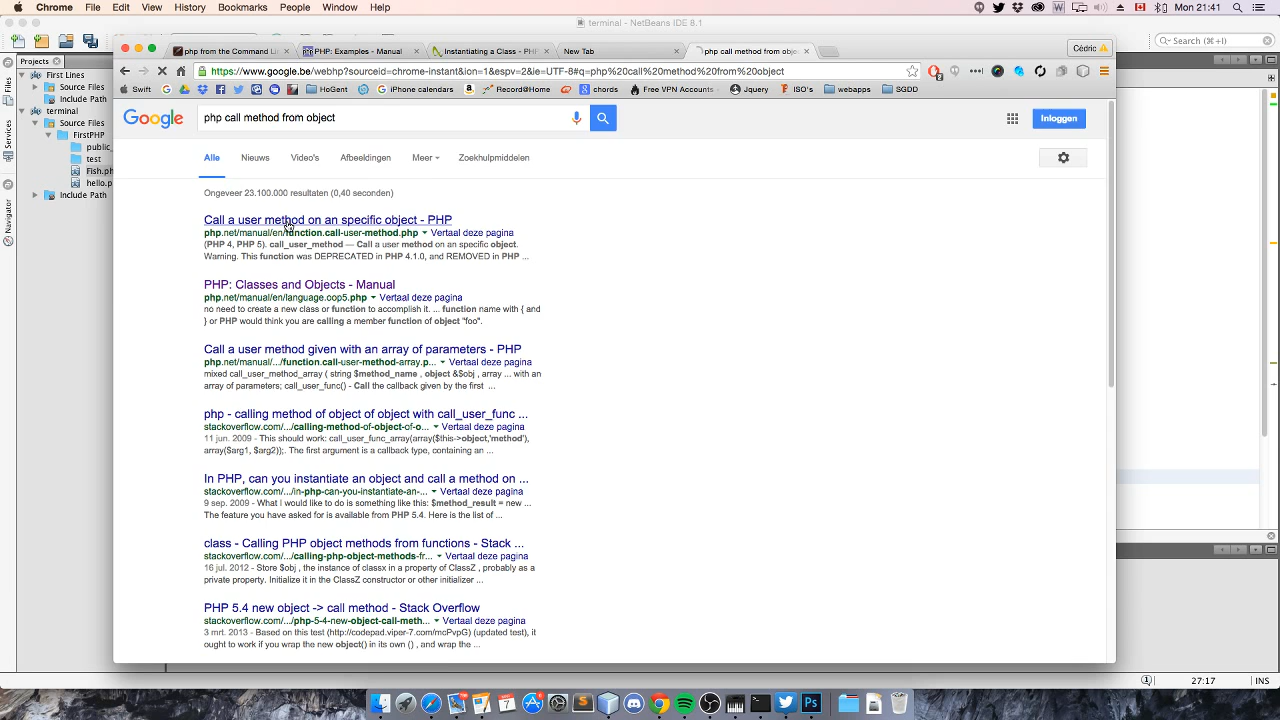 Chrome File Edit View History Bookmarks People Window Help
Mon 21:41
terminal - NetBeans IDE 8.1
Search (⌘+I)
php from the Command Li
PHP: Examples - Manual
Instantiating a Class - PHP
New Tab
php call method from obje
Cédric
https://www.google.be/webhp?sourceid=chrome-instant&ion=1&espv=2&ie=UTF-8#q=php%20call%20method%20from%20object
Swift
HoGent
iPhoneCalendars
Record@Home
Free VPN Accounts
Jquery
ISO's
webapps
SGDD
Projects
First Lines
Source Files
Include Path
terminal
Source Files
FirstPHP
public_
test
Fish.ph
hello.p
Include Path
Files
Services
Navigator
Google
php call method from object
Inloggen
Alle
Nieuws
Video's
Afbeeldingen
Meer
Zoekhulpmiddelen
Ongeveer 23.100.000 resultaten (0,40 seconden)
Call a user method on an specific object - PHP
php.net/manual/en/function.call-user-method.php Vertaal deze pagina
(PHP 4, PHP 5). call_user_method — Call a user method on an specific object.
Warning. This function was DEPRECATED in PHP 4.1.0, and REMOVED in PHP ...
PHP: Classes and Objects - Manual
php.net/manual/en/language.oop5.php Vertaal deze pagina
no need to create a new class or function to accomplish it. ... function name with { and
} or PHP would think you are calling a member function of object "foo".
Call a user method given with an array of parameters - PHP
php.net/manual/.../function.call-user-method-array.p... Vertaal deze pagina
mixed call_user_method_array ( string $method_name , object &$obj , array ... with an
array of parameters; call_user_func() - Call the callback given by the first ...
php - calling method of object of object with call_user_func ...
stackoverflow.com/.../calling-method-of-object-of-o... Vertaal deze pagina
11 jun. 2009 - This should work: call_user_func_array(array($this->object,'method'),
array($arg1, $arg2));. The first argument is a callback type, containing an ...
In PHP, can you instantiate an object and call a method on ...
stackoverflow.com/.../in-php-can-you-instantiate-an-... Vertaal deze pagina
9 sep. 2009 - What I would like to do is something like this: $method_result = new ...
The feature you have asked for is available from PHP 5.4. Here is the list of ...
class - Calling PHP object methods from functions - Stack ...
stackoverflow.com/.../calling-php-object-methods-fr... Vertaal deze pagina
16 jul. 2012 - Store $obj , the instance of classx in a property of ClassZ , probably as a
private property. Initialize it in the ClassZ constructor or other initializer ...
PHP 5.4 new object -> call method - Stack Overflow
stackoverflow.com/.../php-5-4-new-object-call-meth... Vertaal deze pagina
3 mrt. 2013 - Based on this test (http://codepad.viper-7.com/mcPvpG) (updated test), it
ought to work if you wrap the new object() in its own () , and wrap the ...
27:17
INS